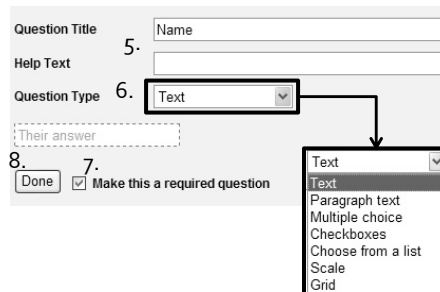 Question Title Name
5.
Help Text
Question Type 6. Text
Their answer
8. 7.
Done Make this a required question
Text
Text
Paragraph text
Multiple choice
Checkboxes
Choose from a list
Scale
Grid